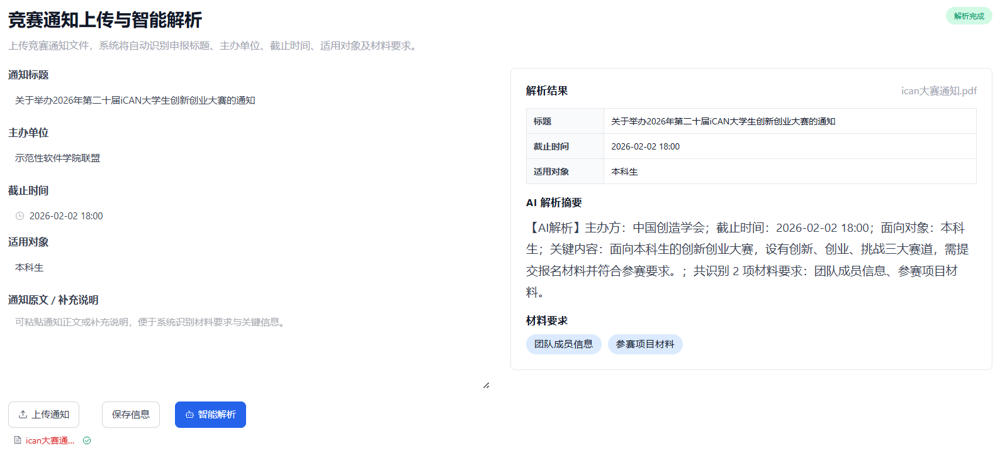 竞赛通知上传与智能解析
解析完成
上传竞赛通知文件，系统将自动识别申报标题、主办单位、截止时间、适用对象及材料要求。
通知标题
关于举办2026年第二十届iCAN大学生创新创业大赛的通知
主办单位
示范性软件学院联盟
截止时间
2026-02-02 18:00
适用对象
本科生
通知原文 / 补充说明
可粘贴通知正文或补充说明，便于系统识别材料要求与关键信息。
上传通知
保存信息
智能解析
ican大赛通...
解析结果
ican大赛通知.pdf
标题 关于举办2026年第二十届iCAN大学生创新创业大赛的通知
截止时间 2026-02-02 18:00
适用对象 本科生
AI 解析摘要
【AI解析】主办方：中国创造学会；截止时间：2026-02-02 18:00；面向对象：本科
生；关键内容：面向本科生的创新创业大赛，设有创新、创业、挑战三大赛道，需提
交报名材料并符合参赛要求。；共识别 2 项材料要求：团队成员信息、参赛项目材
料。
材料要求
团队成员信息
参赛项目材料